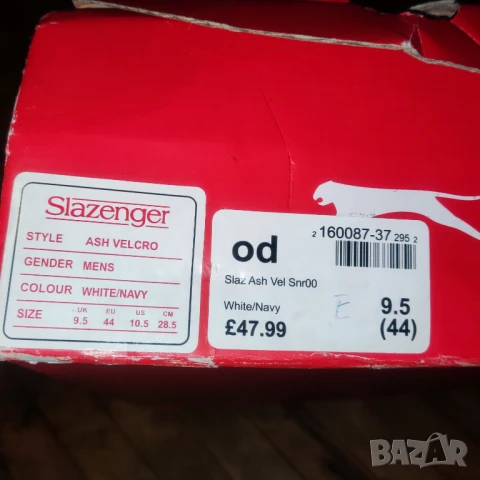 Slazenger
STYLE ASH VELCRO
GENDER MENS
COLOUR WHITE/NAVY
SIZE UK EU US CM
9.5 44 10.5 28.5
od
2 160087-37 295 2
Slaz Ash Vel Snr00
White/Navy E 9.5
£47.99 (44)
BAZAR
bazar.bg